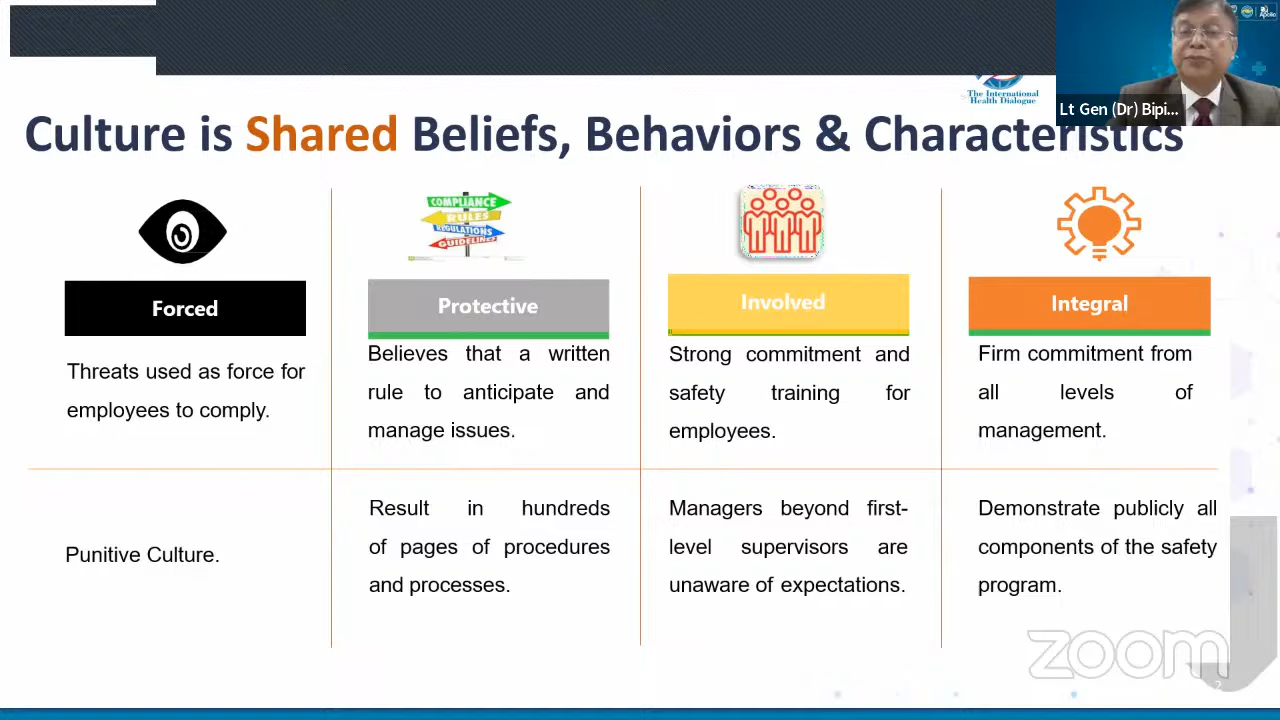 Apollo
The International
Health Dialogue
Lt Gen (Dr) Bipi...
Culture is Shared Beliefs, Behaviors & Characteristics
COMPLIANCE
RULES
REGULATIONS
GUIDELINES
Forced
Protective
Involved
Integral
Threats used as force for
employees to comply.
Believes that a written
rule to anticipate and
manage issues.
Strong commitment and
safety training for
employees.
Firm commitment from
all levels of
management.
Punitive Culture.
Result in hundreds
of pages of procedures
and processes.
Managers beyond first-
level supervisors are
unaware of expectations.
Demonstrate publicly all
components of the safety
program.
zoom
2